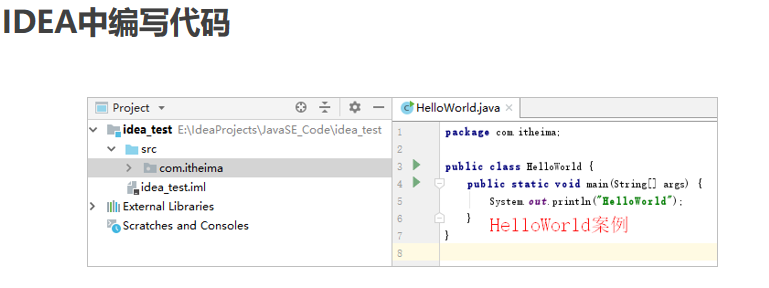 IDEA中编写代码
Project
idea_test E:\IdeaProjects\JavaSE_Code\idea_test
src
com.itheima
idea_test.iml
External Libraries
Scratches and Consoles
HelloWorld.java
1 package com.itheima;
2
3 public class HelloWorld {
4 public static void main(String[] args) {
5 System.out.println("HelloWorld");
6 }
HelloWorld案例
7 }
8